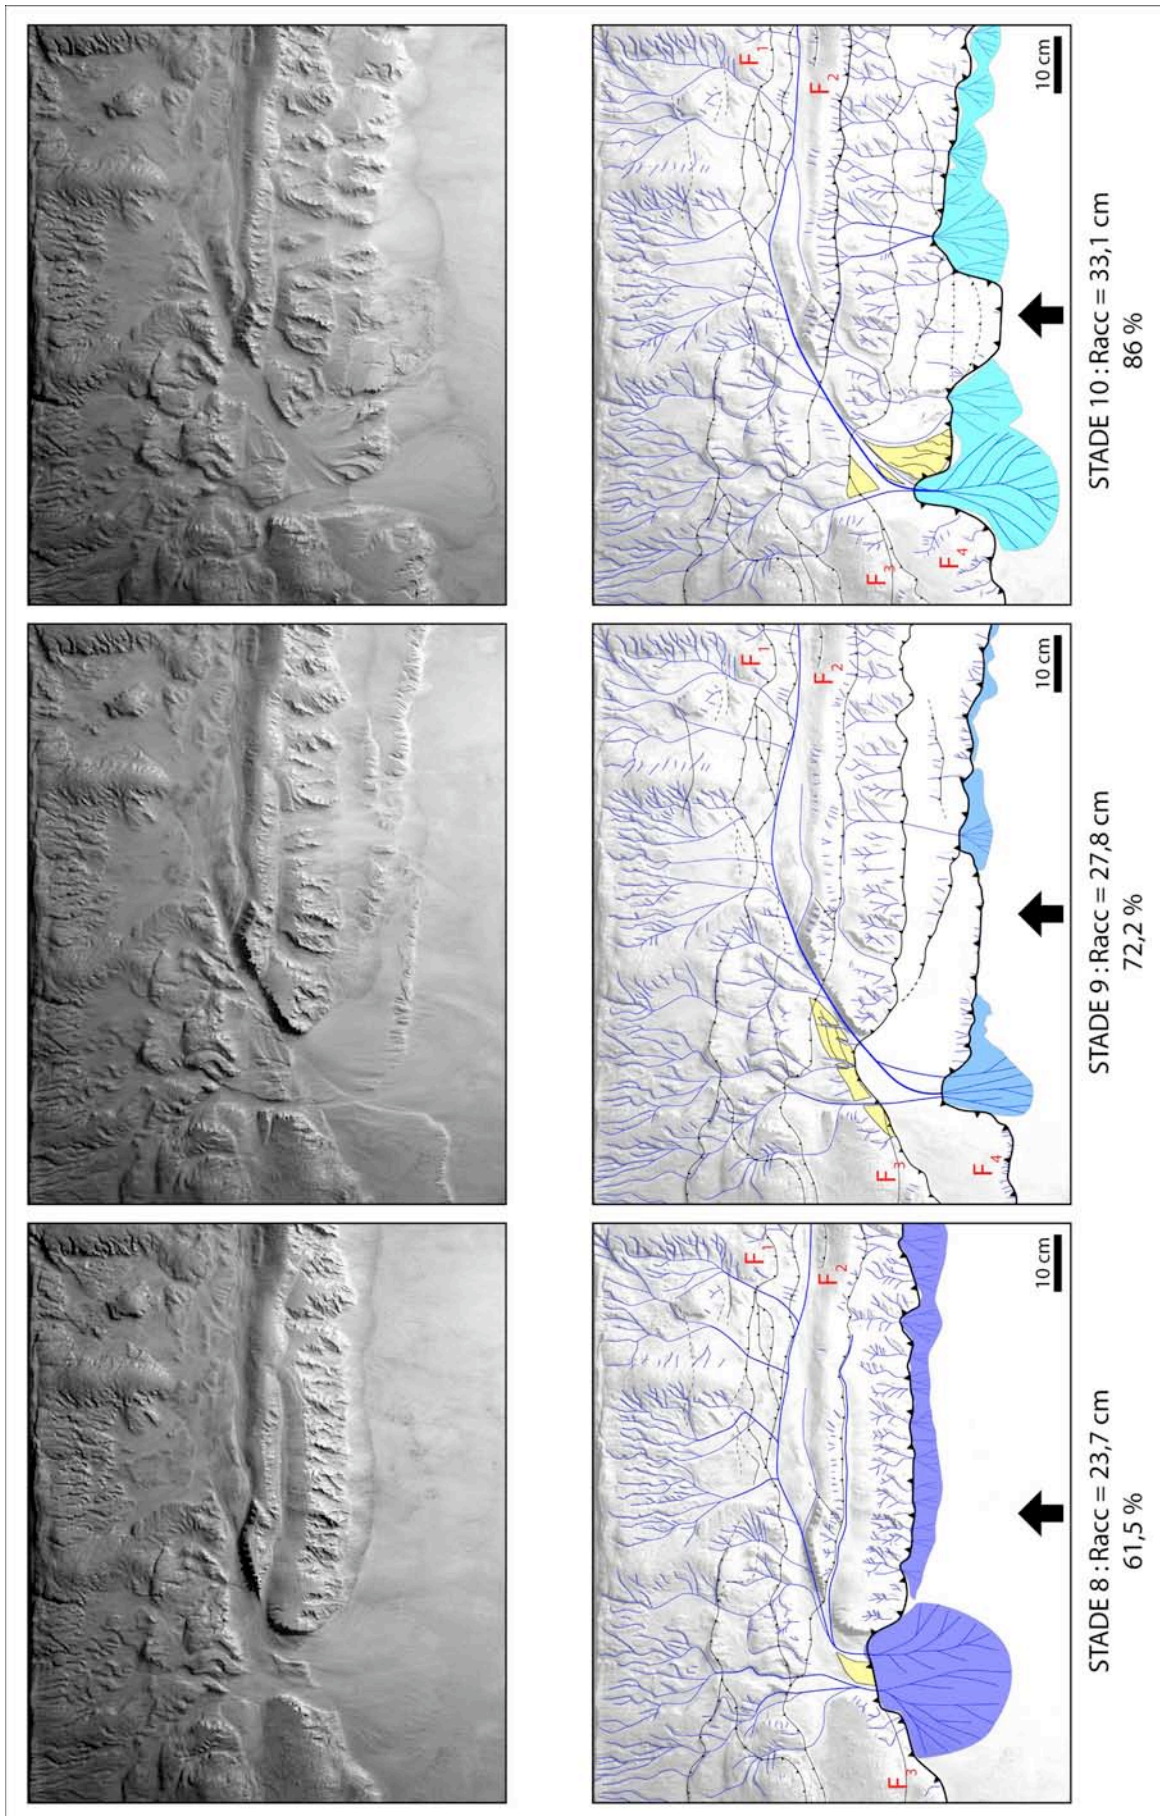 F1
F2
F3
10 cm
STADE 8 : Racc = 23,7 cm
61,5 %
F1
F2
F3
F4
10 cm
STADE 9 : Racc = 27,8 cm
72,2 %
F1
F2
F3
F4
10 cm
STADE 10 : Racc = 33,1 cm
86 %